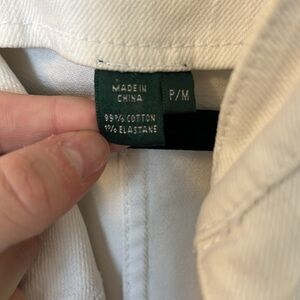 MADE IN
CHINA
P/M
99% COTTON
1% ELASTANE